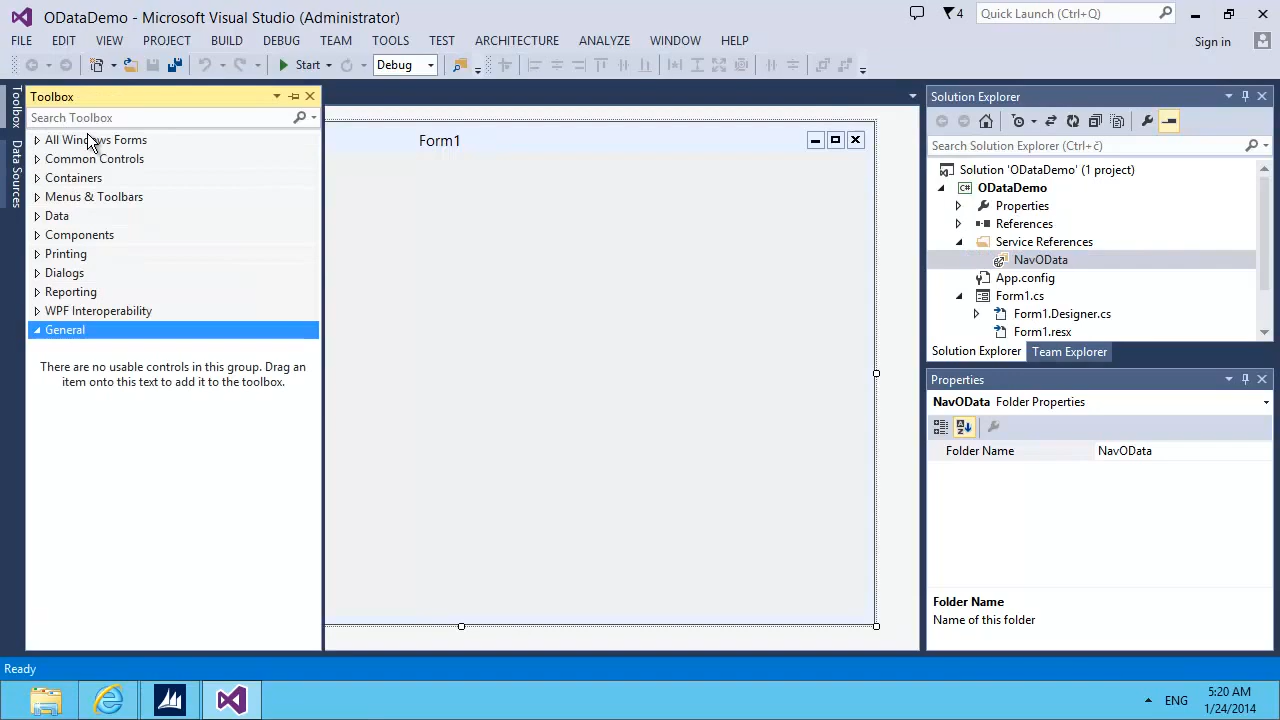 ODataDemo - Microsoft Visual Studio (Administrator)
4
Quick Launch (Ctrl+Q)
FILE EDIT VIEW PROJECT BUILD DEBUG TEAM TOOLS TEST ARCHITECTURE ANALYZE WINDOW HELP
Sign in
Start
Debug
Toolbox
Data Sources
Toolbox
Search Toolbox
All Windows Forms
Common Controls
Containers
Menus & Toolbars
Data
Components
Printing
Dialogs
Reporting
WPF Interoperability
General
There are no usable controls in this group. Drag an
item onto this text to add it to the toolbox.
Form1
Solution Explorer
Search Solution Explorer (Ctrl+č)
Solution 'ODataDemo' (1 project)
C# ODataDemo
Properties
References
Service References
NavOData
App.config
Form1.cs
Form1.Designer.cs
Form1.resx
Solution Explorer Team Explorer
Properties
NavOData Folder Properties
Folder Name NavOData
Folder Name
Name of this folder
Ready
ENG
5:20 AM
1/24/2014